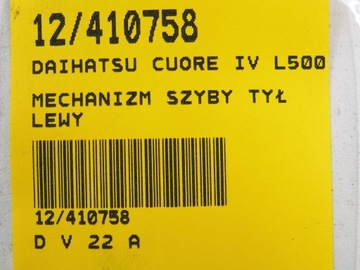 12/410758
DAIHATSU CUORE IV L500
MECHANIZM SZYBY TYŁ
LEWY
12/410758
D V 22 A